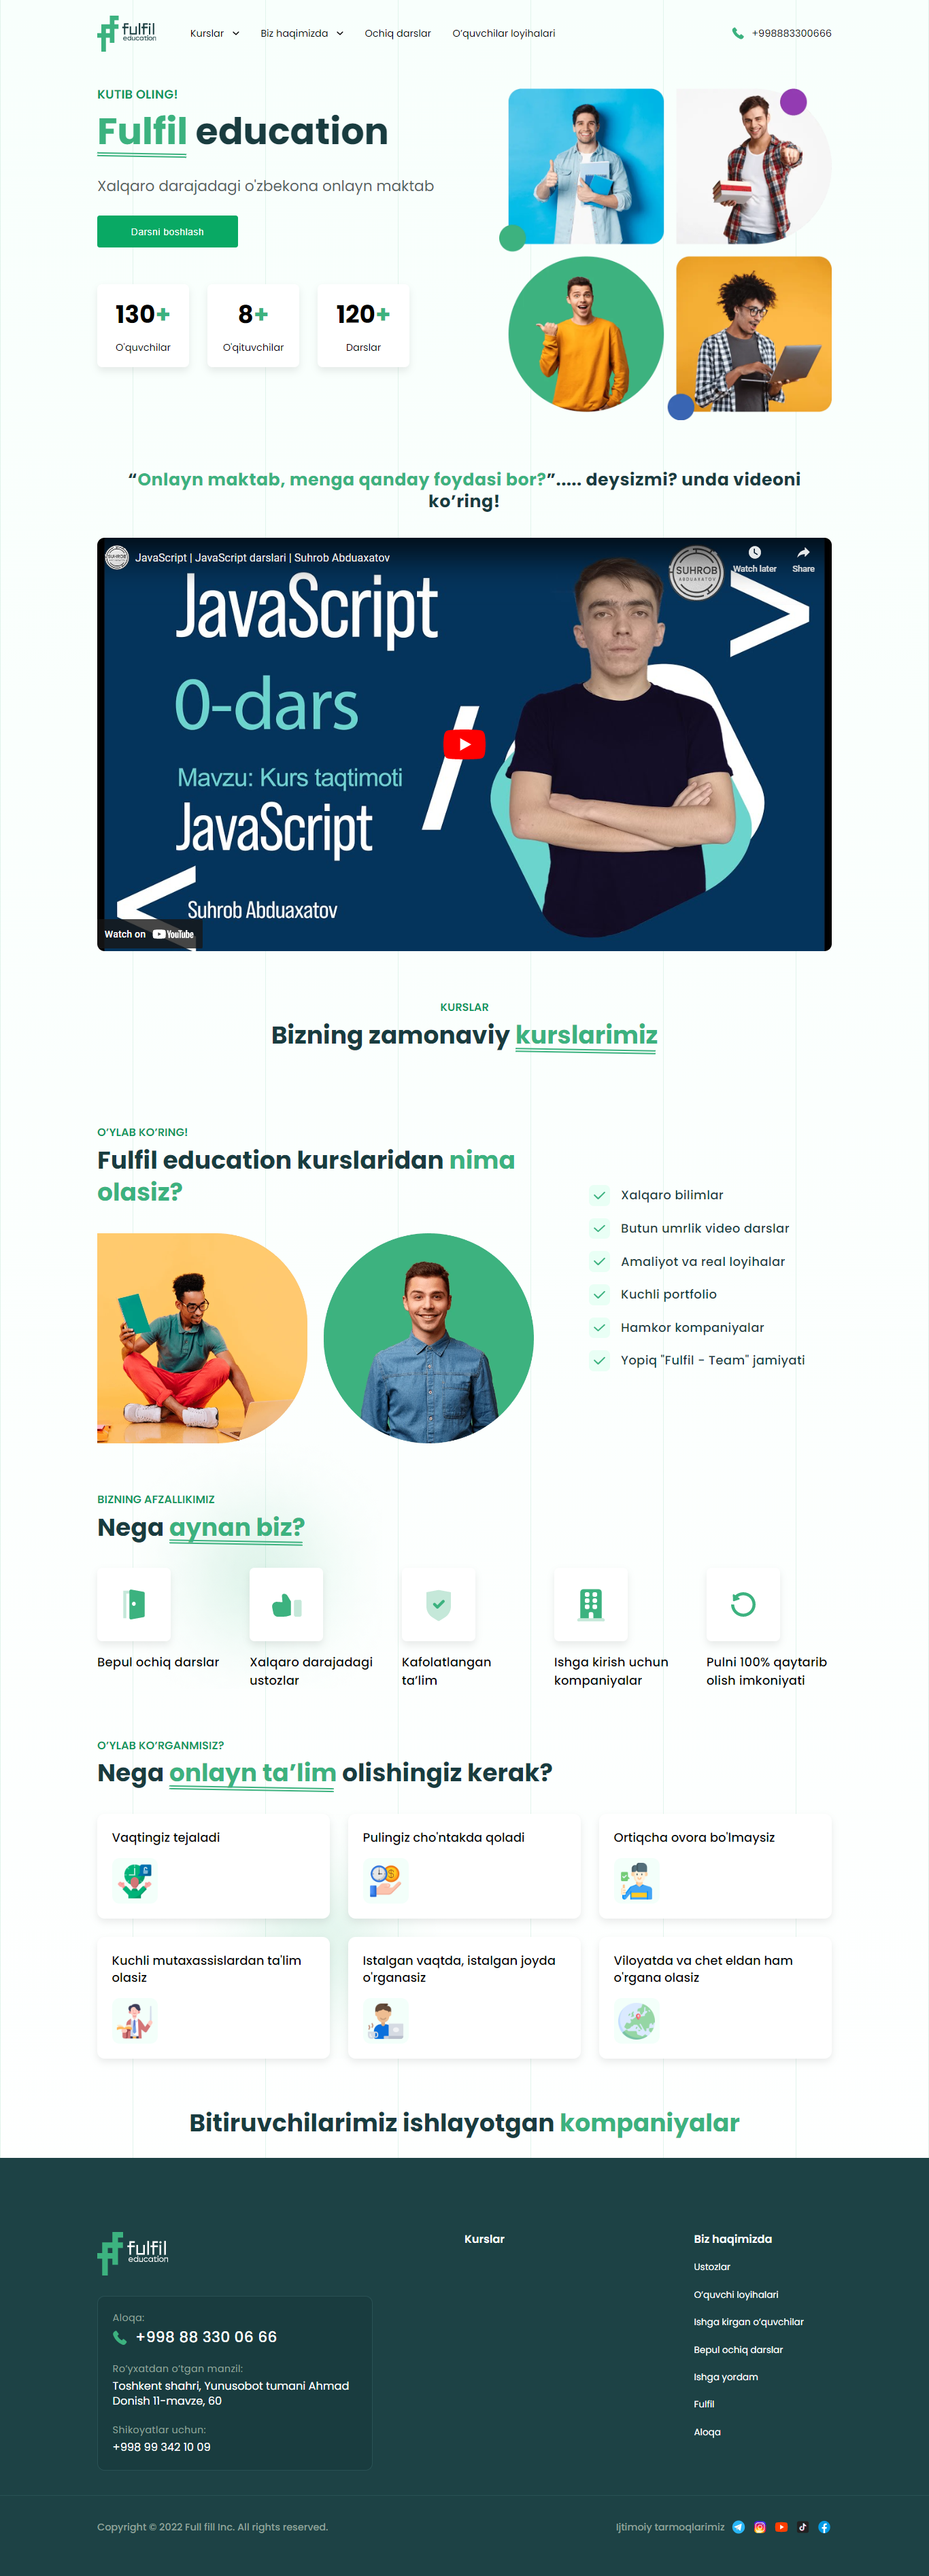 fulfil
education
Kurslar
Biz haqimizda
Ochiq darslar
O‘quvchilar loyihalari
+998883300666
KUTIB OLING!
Fulfil education
Xalqaro darajadagi o'zbekona onlayn maktab
Darsni boshlash
130+
O'quvchilar
8+
O'qituvchilar
120+
Darslar
“Onlayn maktab, menga qanday foydasi bor?”..... deysizmi? unda videoni
ko‘ring!
SUHROB
JavaScript | JavaScript darslari | Suhrob Abduaxatov
SUHROB
ABDUAXATOV
Watch later
Share
JavaScript
0-dars
Mavzu: Kurs taqtimoti
JavaScript
Suhrob Abduaxatov
< / >
Watch on YouTube
KURSLAR
Bizning zamonaviy kurslarimiz
O‘YLAB KO‘RING!
Fulfil education kurslaridan nima
olasiz?
Xalqaro bilimlar
Butun umrlik video darslar
Amaliyot va real loyihalar
Kuchli portfolio
Hamkor kompaniyalar
Yopiq "Fulfil - Team" jamiyati
BIZNING AFZALLIKIMIZ
Nega aynan biz?
Bepul ochiq darslar
Xalqaro darajadagi
ustozlar
Kafolatlangan
ta’lim
Ishga kirish uchun
kompaniyalar
Pulni 100% qaytarib
olish imkoniyati
O‘YLAB KO‘RGANMISIZ?
Nega onlayn ta’lim olishingiz kerak?
Vaqtingiz tejaladi
Pulingiz cho'ntakda qoladi
Ortiqcha ovora bo'lmaysiz
Kuchli mutaxassislardan ta'lim
olasiz
Istalgan vaqtda, istalgan joyda
o'rganasiz
Viloyatda va chet eldan ham
o'rgana olasiz
Bitiruvchilarimiz ishlayotgan kompaniyalar
fulfil
education
Aloqa:
+998 88 330 06 66
Ro‘yxatdan o‘tgan manzil:
Toshkent shahri, Yunusobot tumani Ahmad
Donish 11-mavze, 60
Shikoyatlar uchun:
+998 99 342 10 09
Kurslar
Biz haqimizda
Ustozlar
O‘quvchi loyihalari
Ishga kirgan o‘quvchilar
Bepul ochiq darslar
Ishga yordam
Fulfil
Aloqa
Copyright © 2022 Full fill Inc. All rights reserved.
Ijtimoiy tarmoqlarimiz